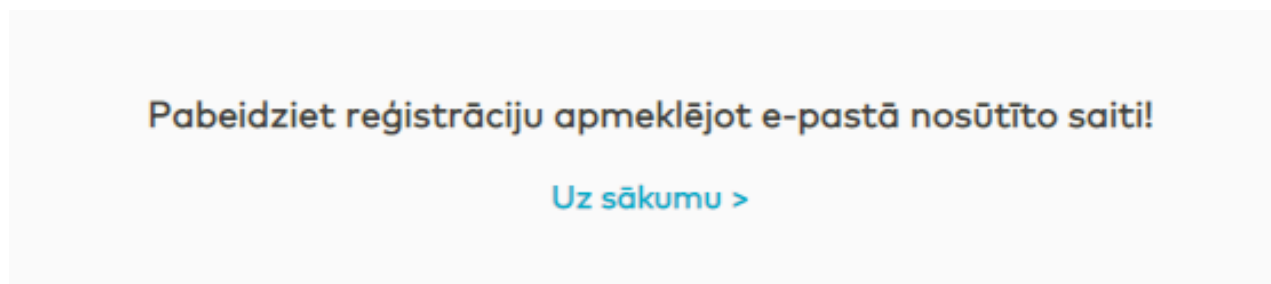 Pabeidziet reģistrāciju apmeklējot e-pastā nosūtīto saiti!
Uz sākumu >